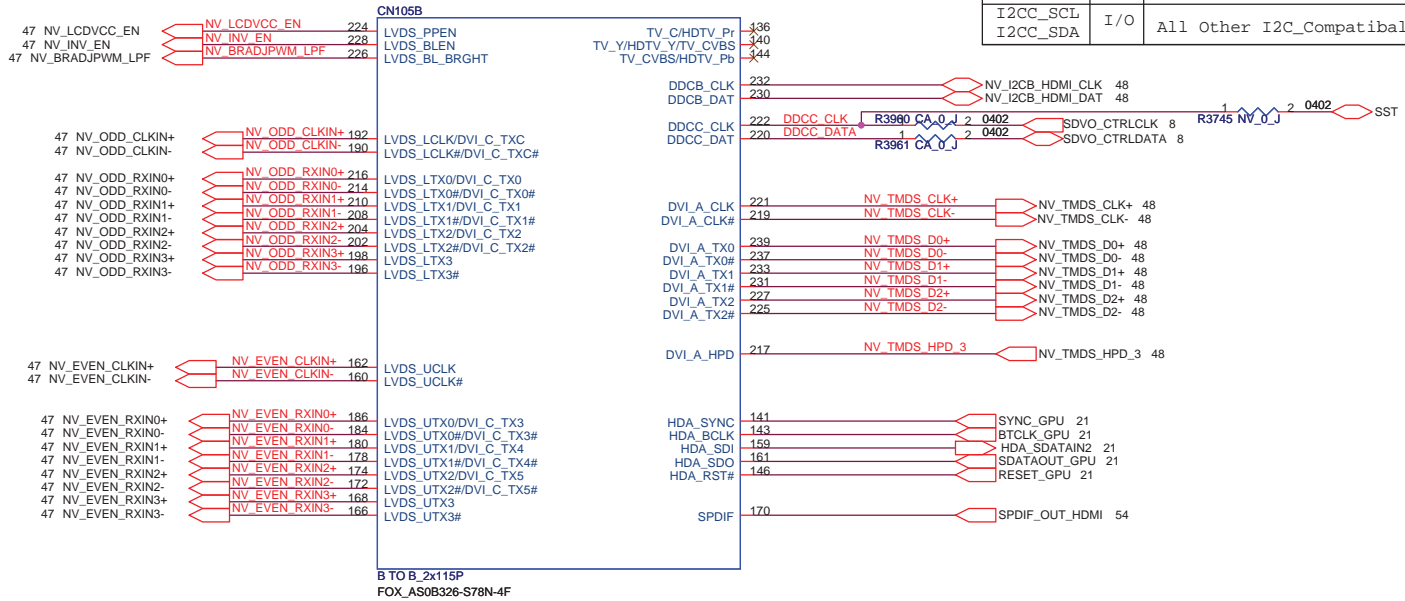 I2CC_SCL
I2CC_SDA
I/O
All Other I2C_Compatibal
CN105B
47 NV_LCDVCC_EN NV_LCDVCC_EN 224 LVDS_PPEN
47 NV_INV_EN NV_INV_EN 228 LVDS_BLEN
47 NV_BRADJPWM_LPF NV_BRADJPWM_LPF 226 LVDS_BL_BRGHT
47 NV_ODD_CLKIN+ NV_ODD_CLKIN+ 192 LVDS_LCLK/DVI_C_TXC
47 NV_ODD_CLKIN- NV_ODD_CLKIN- 190 LVDS_LCLK#/DVI_C_TXC#
47 NV_ODD_RXIN0+ NV_ODD_RXIN0+ 216 LVDS_LTX0/DVI_C_TX0
47 NV_ODD_RXIN0- NV_ODD_RXIN0- 214 LVDS_LTX0#/DVI_C_TX0#
47 NV_ODD_RXIN1+ NV_ODD_RXIN1+ 210 LVDS_LTX1/DVI_C_TX1
47 NV_ODD_RXIN1- NV_ODD_RXIN1- 208 LVDS_LTX1#/DVI_C_TX1#
47 NV_ODD_RXIN2+ NV_ODD_RXIN2+ 204 LVDS_LTX2/DVI_C_TX2
47 NV_ODD_RXIN2- NV_ODD_RXIN2- 202 LVDS_LTX2#/DVI_C_TX2#
47 NV_ODD_RXIN3+ NV_ODD_RXIN3+ 198 LVDS_LTX3
47 NV_ODD_RXIN3- NV_ODD_RXIN3- 196 LVDS_LTX3#
47 NV_EVEN_CLKIN+ NV_EVEN_CLKIN+ 162 LVDS_UCLK
47 NV_EVEN_CLKIN- NV_EVEN_CLKIN- 160 LVDS_UCLK#
47 NV_EVEN_RXIN0+ NV_EVEN_RXIN0+ 186 LVDS_UTX0/DVI_C_TX3
47 NV_EVEN_RXIN0- NV_EVEN_RXIN0- 184 LVDS_UTX0#/DVI_C_TX3#
47 NV_EVEN_RXIN1+ NV_EVEN_RXIN1+ 180 LVDS_UTX1/DVI_C_TX4
47 NV_EVEN_RXIN1- NV_EVEN_RXIN1- 178 LVDS_UTX1#/DVI_C_TX4#
47 NV_EVEN_RXIN2+ NV_EVEN_RXIN2+ 174 LVDS_UTX2/DVI_C_TX5
47 NV_EVEN_RXIN2- NV_EVEN_RXIN2- 172 LVDS_UTX2#/DVI_C_TX5#
47 NV_EVEN_RXIN3+ NV_EVEN_RXIN3+ 168 LVDS_UTX3
47 NV_EVEN_RXIN3- NV_EVEN_RXIN3- 166 LVDS_UTX3#
TV_C/HDTV_Pr 136
TV_Y/HDTV_Y/TV_CVBS 140
TV_CVBS/HDTV_Pb 144
DDCB_CLK 232 NV_I2CB_HDMI_CLK 48
DDCB_DAT 230 NV_I2CB_HDMI_DAT 48
1 2 0402 SST
R3745 NV_0_J
DDCC_CLK 222 DDCC_CLK R3960 CA_0_J 1 2 0402 SDVO_CTRLCLK 8
DDCC_DAT 220 DDCC_DATA 1 2 0402 SDVO_CTRLDATA 8
R3961 CA_0_J
DVI_A_CLK 221 NV_TMDS_CLK+ NV_TMDS_CLK+ 48
DVI_A_CLK# 219 NV_TMDS_CLK- NV_TMDS_CLK- 48
DVI_A_TX0 239 NV_TMDS_D0+ NV_TMDS_D0+ 48
DVI_A_TX0# 237 NV_TMDS_D0- NV_TMDS_D0- 48
DVI_A_TX1 233 NV_TMDS_D1+ NV_TMDS_D1+ 48
DVI_A_TX1# 231 NV_TMDS_D1- NV_TMDS_D1- 48
DVI_A_TX2 227 NV_TMDS_D2+ NV_TMDS_D2+ 48
DVI_A_TX2# 225 NV_TMDS_D2- NV_TMDS_D2- 48
DVI_A_HPD 217 NV_TMDS_HPD_3 NV_TMDS_HPD_3 48
HDA_SYNC 141 SYNC_GPU 21
HDA_BCLK 143 BTCLK_GPU 21
HDA_SDI 159 HDA_SDATAIN2 21
HDA_SDO 161 SDATAOUT_GPU 21
HDA_RST# 146 RESET_GPU 21
SPDIF 170 SPDIF_OUT_HDMI 54
B TO B_2x115P
FOX_AS0B326-S78N-4F